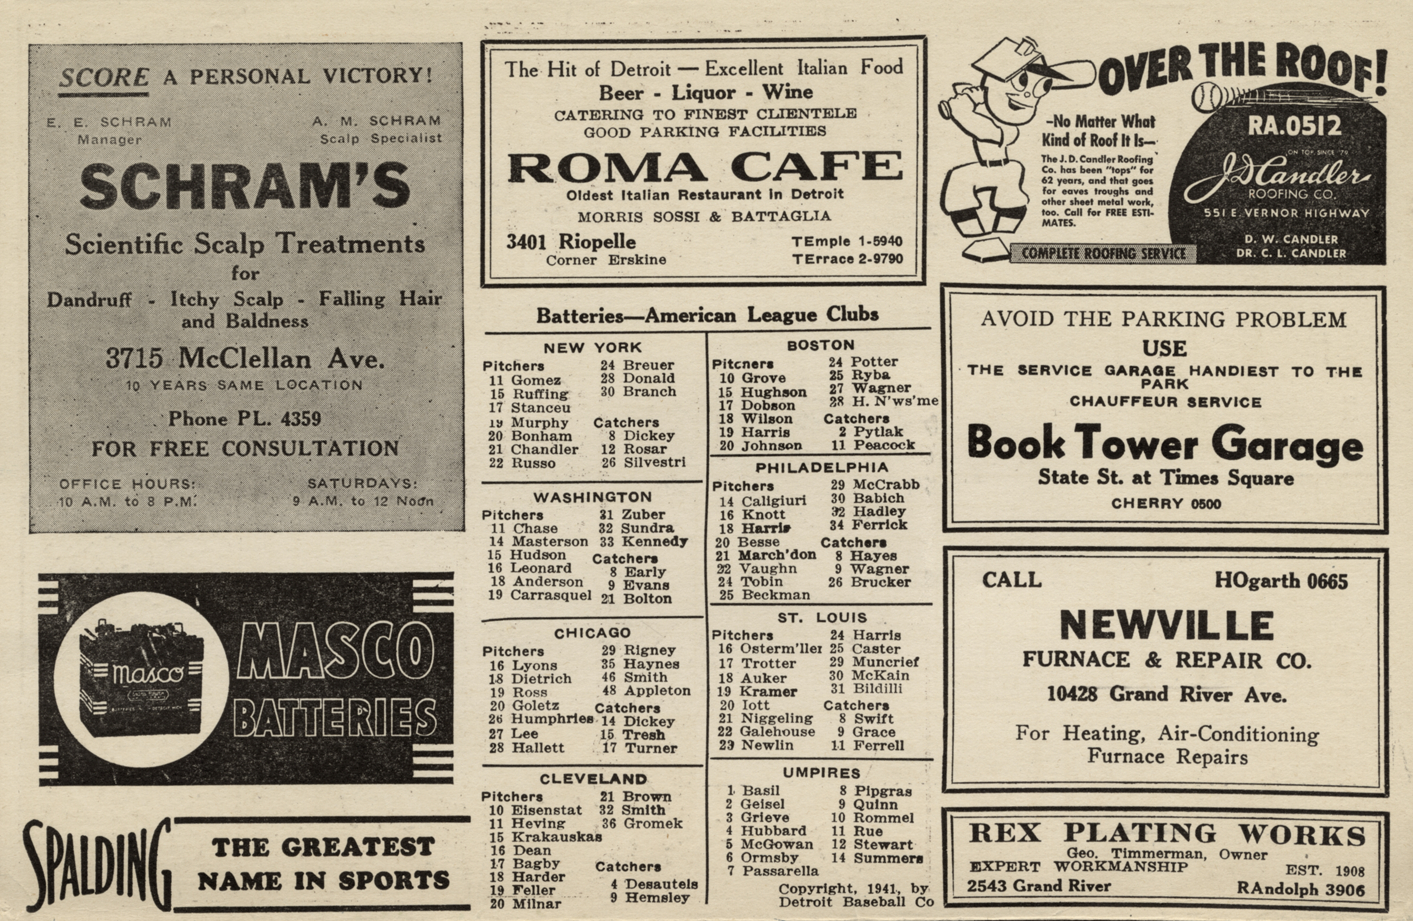 SCORE A PERSONAL VICTORY!
E. E. SCHRAM
Manager
A. M. SCHRAM
Scalp Specialist
SCHRAM'S
Scientific Scalp Treatments
for
Dandruff - Itchy Scalp - Falling Hair
and Baldness
3715 McClellan Ave.
10 YEARS SAME LOCATION
Phone PL. 4359
FOR FREE CONSULTATION
OFFICE HOURS:
10 A.M. to 8 P.M.
SATURDAYS:
9 A.M. to 12 Noon
masco
MASCO
BATTERIES
SPALDING
THE GREATEST
NAME IN SPORTS
The Hit of Detroit — Excellent Italian Food
Beer - Liquor - Wine
CATERING TO FINEST CLIENTELE
GOOD PARKING FACILITIES
ROMA CAFE
Oldest Italian Restaurant In Detroit
MORRIS SOSSI & BATTAGLIA
3401 Riopelle
Corner Erskine
TEmple 1-5940
TErrace 2-9790
Batteries—American League Clubs
NEW YORK
Pitchers
11 Gomez
15 Ruffing
17 Stanceu
19 Murphy
20 Bonham
21 Chandler
22 Russo
24 Breuer
28 Donald
30 Branch
Catchers
8 Dickey
12 Rosar
26 Silvestri
WASHINGTON
Pitchers
11 Chase
14 Masterson
15 Hudson
16 Leonard
18 Anderson
19 Carrasquel
31 Zuber
32 Sundra
33 Kennedy
Catchers
8 Early
9 Evans
21 Bolton
CHICAGO
Pitchers
16 Lyons
18 Dietrich
19 Ross
20 Goletz
26 Humphries
27 Lee
28 Hallett
29 Rigney
35 Haynes
46 Smith
48 Appleton
Catchers
14 Dickey
15 Tresh
17 Turner
CLEVELAND
Pitchers
10 Eisenstat
11 Heving
15 Krakauskas
16 Dean
17 Bagby
18 Harder
19 Feller
20 Milnar
21 Brown
32 Smith
36 Gromek
Catchers
4 Desautels
9 Hemsley
BOSTON
Pitcners
10 Grove
15 Hughson
17 Dobson
18 Wilson
19 Harris
20 Johnson
24 Potter
25 Ryba
27 Wagner
28 H. N'ws'me
Catchers
2 Pytlak
11 Peacock
PHILADELPHIA
Pitchers
14 Caligiuri
16 Knott
18 Harris
20 Besse
21 March'don
22 Vaughn
24 Tobin
25 Beckman
29 McCrabb
30 Babich
32 Hadley
34 Ferrick
Catchers
8 Hayes
9 Wagner
26 Brucker
ST. LOUIS
Pitchers
16 Osterm'ller
17 Trotter
18 Auker
19 Kramer
20 Iott
21 Niggeling
22 Galehouse
23 Newlin
24 Harris
25 Caster
29 Muncrief
30 McKain
31 Bildilli
Catchers
8 Swift
9 Grace
11 Ferrell
UMPIRES
1 Basil
2 Geisel
3 Grieve
4 Hubbard
5 McGowan
6 Ormsby
7 Passarella
8 Pipgras
9 Quinn
10 Rommel
11 Rue
12 Stewart
14 Summers
Copyright, 1941, by
Detroit Baseball Co
OVER THE ROOF!
—No Matter What
Kind of Roof It Is—
The J. D. Candler Roofing
Co. has been "tops" for
62 years, and that goes
for eaves troughs and
other sheet metal work,
too. Call for FREE ESTI-
MATES.
COMPLETE ROOFING SERVICE
RA.0512
ON TOP SINCE '79
J D Candler
ROOFING CO.
551 E. VERNOR HIGHWAY
D. W. CANDLER
DR. C. L. CANDLER
AVOID THE PARKING PROBLEM
USE
THE SERVICE GARAGE HANDIEST TO THE
PARK
CHAUFFEUR SERVICE
Book Tower Garage
State St. at Times Square
CHERRY 0500
CALL HOgarth 0665
NEWVILLE
FURNACE & REPAIR CO.
10428 Grand River Ave.
For Heating, Air-Conditioning
Furnace Repairs
REX PLATING WORKS
Geo. Timmerman, Owner
EXPERT WORKMANSHIP EST. 1908
2543 Grand River RAndolph 3906